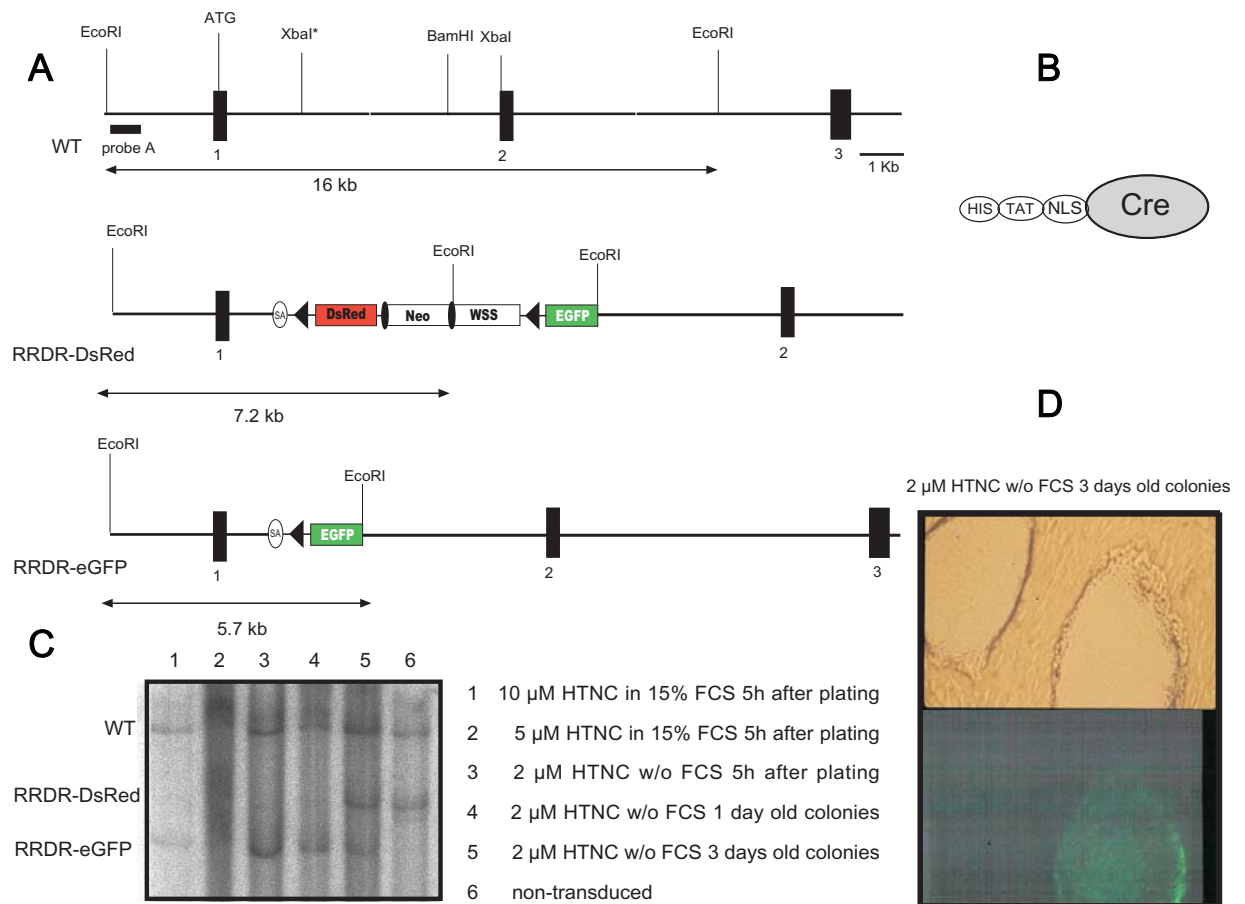 A
EcoRI
ATG
XbaI*
BamHI
XbaI
EcoRI
WT
probe A
1
2
3
1 Kb
16 kb
B
HIS
TAT
NLS
Cre
EcoRI
EcoRI
EcoRI
SA
DsRed
Neo
WSS
EGFP
RRDR-DsRed
1
2
7.2 kb
EcoRI
EcoRI
SA
EGFP
RRDR-eGFP
1
2
3
5.7 kb
C
1 2 3 4 5 6
WT
RRDR-DsRed
RRDR-eGFP
1 10 µM HTNC in 15% FCS 5h after plating
2 5 µM HTNC in 15% FCS 5h after plating
3 2 µM HTNC w/o FCS 5h after plating
4 2 µM HTNC w/o FCS 1 day old colonies
5 2 µM HTNC w/o FCS 3 days old colonies
6 non-transduced
D
2 µM HTNC w/o FCS 3 days old colonies